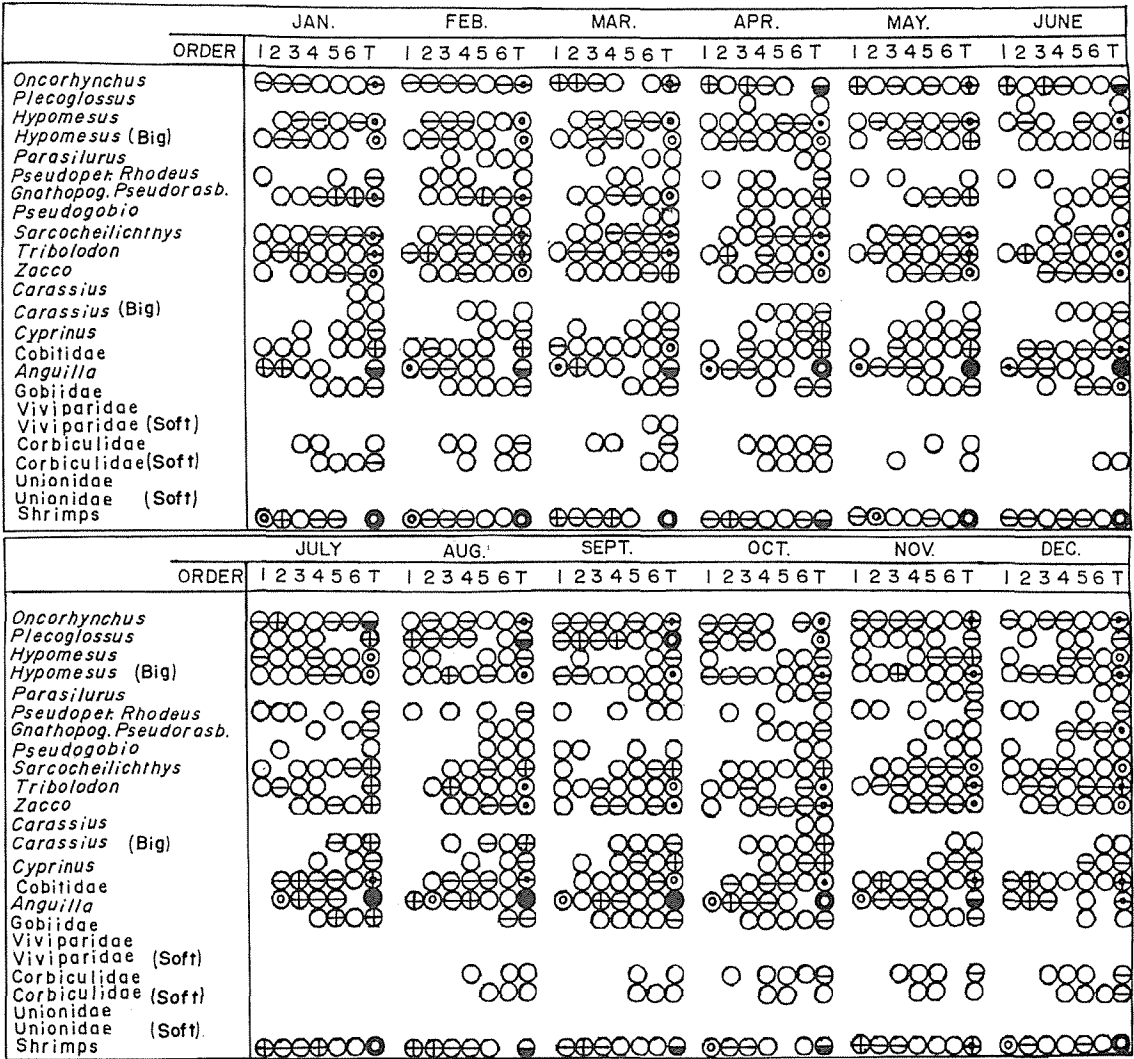 JAN. FEB. MAR. APR. MAY. JUNE
ORDER 1 2 3 4 5 6 T 1 2 3 4 5 6 T 1 2 3 4 5 6 T 1 2 3 4 5 6 T 1 2 3 4 5 6 T 1 2 3 4 5 6 T
Oncorhynchus
Plecoglossus
Hypomesus
Hypomesus (Big)
Parasilurus
Pseudoper. Rhodeus
Gnathopog. Pseudorasb.
Pseudogobio
Sarcocheilichthys
Tribolodon
Zacco
Carassius
Carassius (Big)
Cyprinus
Cobitidae
Anguilla
Gobiidae
Viviparidae
Viviparidae (Soft)
Corbiculidae
Corbiculidae (Soft)
Unionidae
Unionidae (Soft)
Shrimps
JULY AUG. SEPT. OCT. NOV. DEC.
ORDER 1 2 3 4 5 6 T 1 2 3 4 5 6 T 1 2 3 4 5 6 T 1 2 3 4 5 6 T 1 2 3 4 5 6 T 1 2 3 4 5 6 T
Oncorhynchus
Plecoglossus
Hypomesus
Hypomesus (Big)
Parasilurus
Pseudoper. Rhodeus
Gnathopog. Pseudorasb.
Pseudogobio
Sarcocheilichthys
Tribolodon
Zacco
Carassius
Carassius (Big)
Cyprinus
Cobitidae
Anguilla
Gobiidae
Viviparidae
Viviparidae (Soft)
Corbiculidae
Corbiculidae (Soft)
Unionidae
Unionidae (Soft).
Shrimps